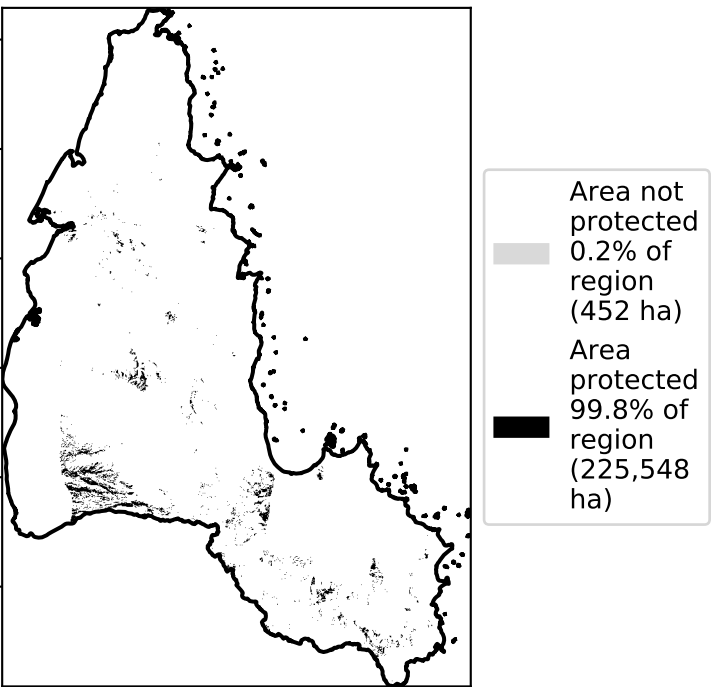 Area not
protected
0.2% of
region
(452 ha)
Area
protected
99.8% of
region
(225,548
ha)